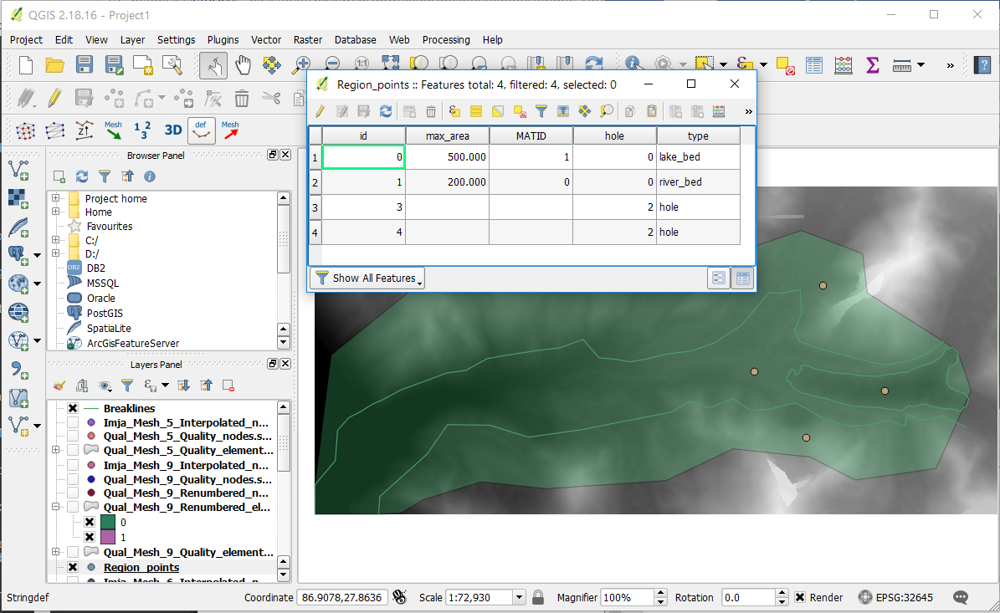 QGIS 2.18.16 - Project1
Project Edit View Layer Settings Plugins Vector Raster Database Web Processing Help
Region_points :: Features total: 4, filtered: 4, selected: 0
id max_area MATID hole type
1 0 500.000 1 0 lake_bed
2 1 200.000 0 0 river_bed
3 3 2 hole
4 4 2 hole
Show All Features
Mesh 1 2 3 3D def Mesh
Browser Panel
Project home
Home
Favourites
C:/
D:/
DB2
MSSQL
Oracle
PostGIS
SpatiaLite
ArcGisFeatureServer
Layers Panel
Breaklines
Imja_Mesh_5_Interpolated_n...
Qual_Mesh_5_Quality_nodes.s...
Qual_Mesh_5_Quality_element...
Imja_Mesh_9_Interpolated_n...
Qual_Mesh_9_Quality_nodes.s...
Qual_Mesh_9_Renumbered_n...
Qual_Mesh_9_Renumbered_el...
0
1
Qual_Mesh_9_Quality_element...
Region_points
Imja_Mesh_6_Interpolated_n...
Stringdef Coordinate 86.9078,27.8636 Scale 1:72,930 Magnifier 100% Rotation 0.0 Render EPSG:32645